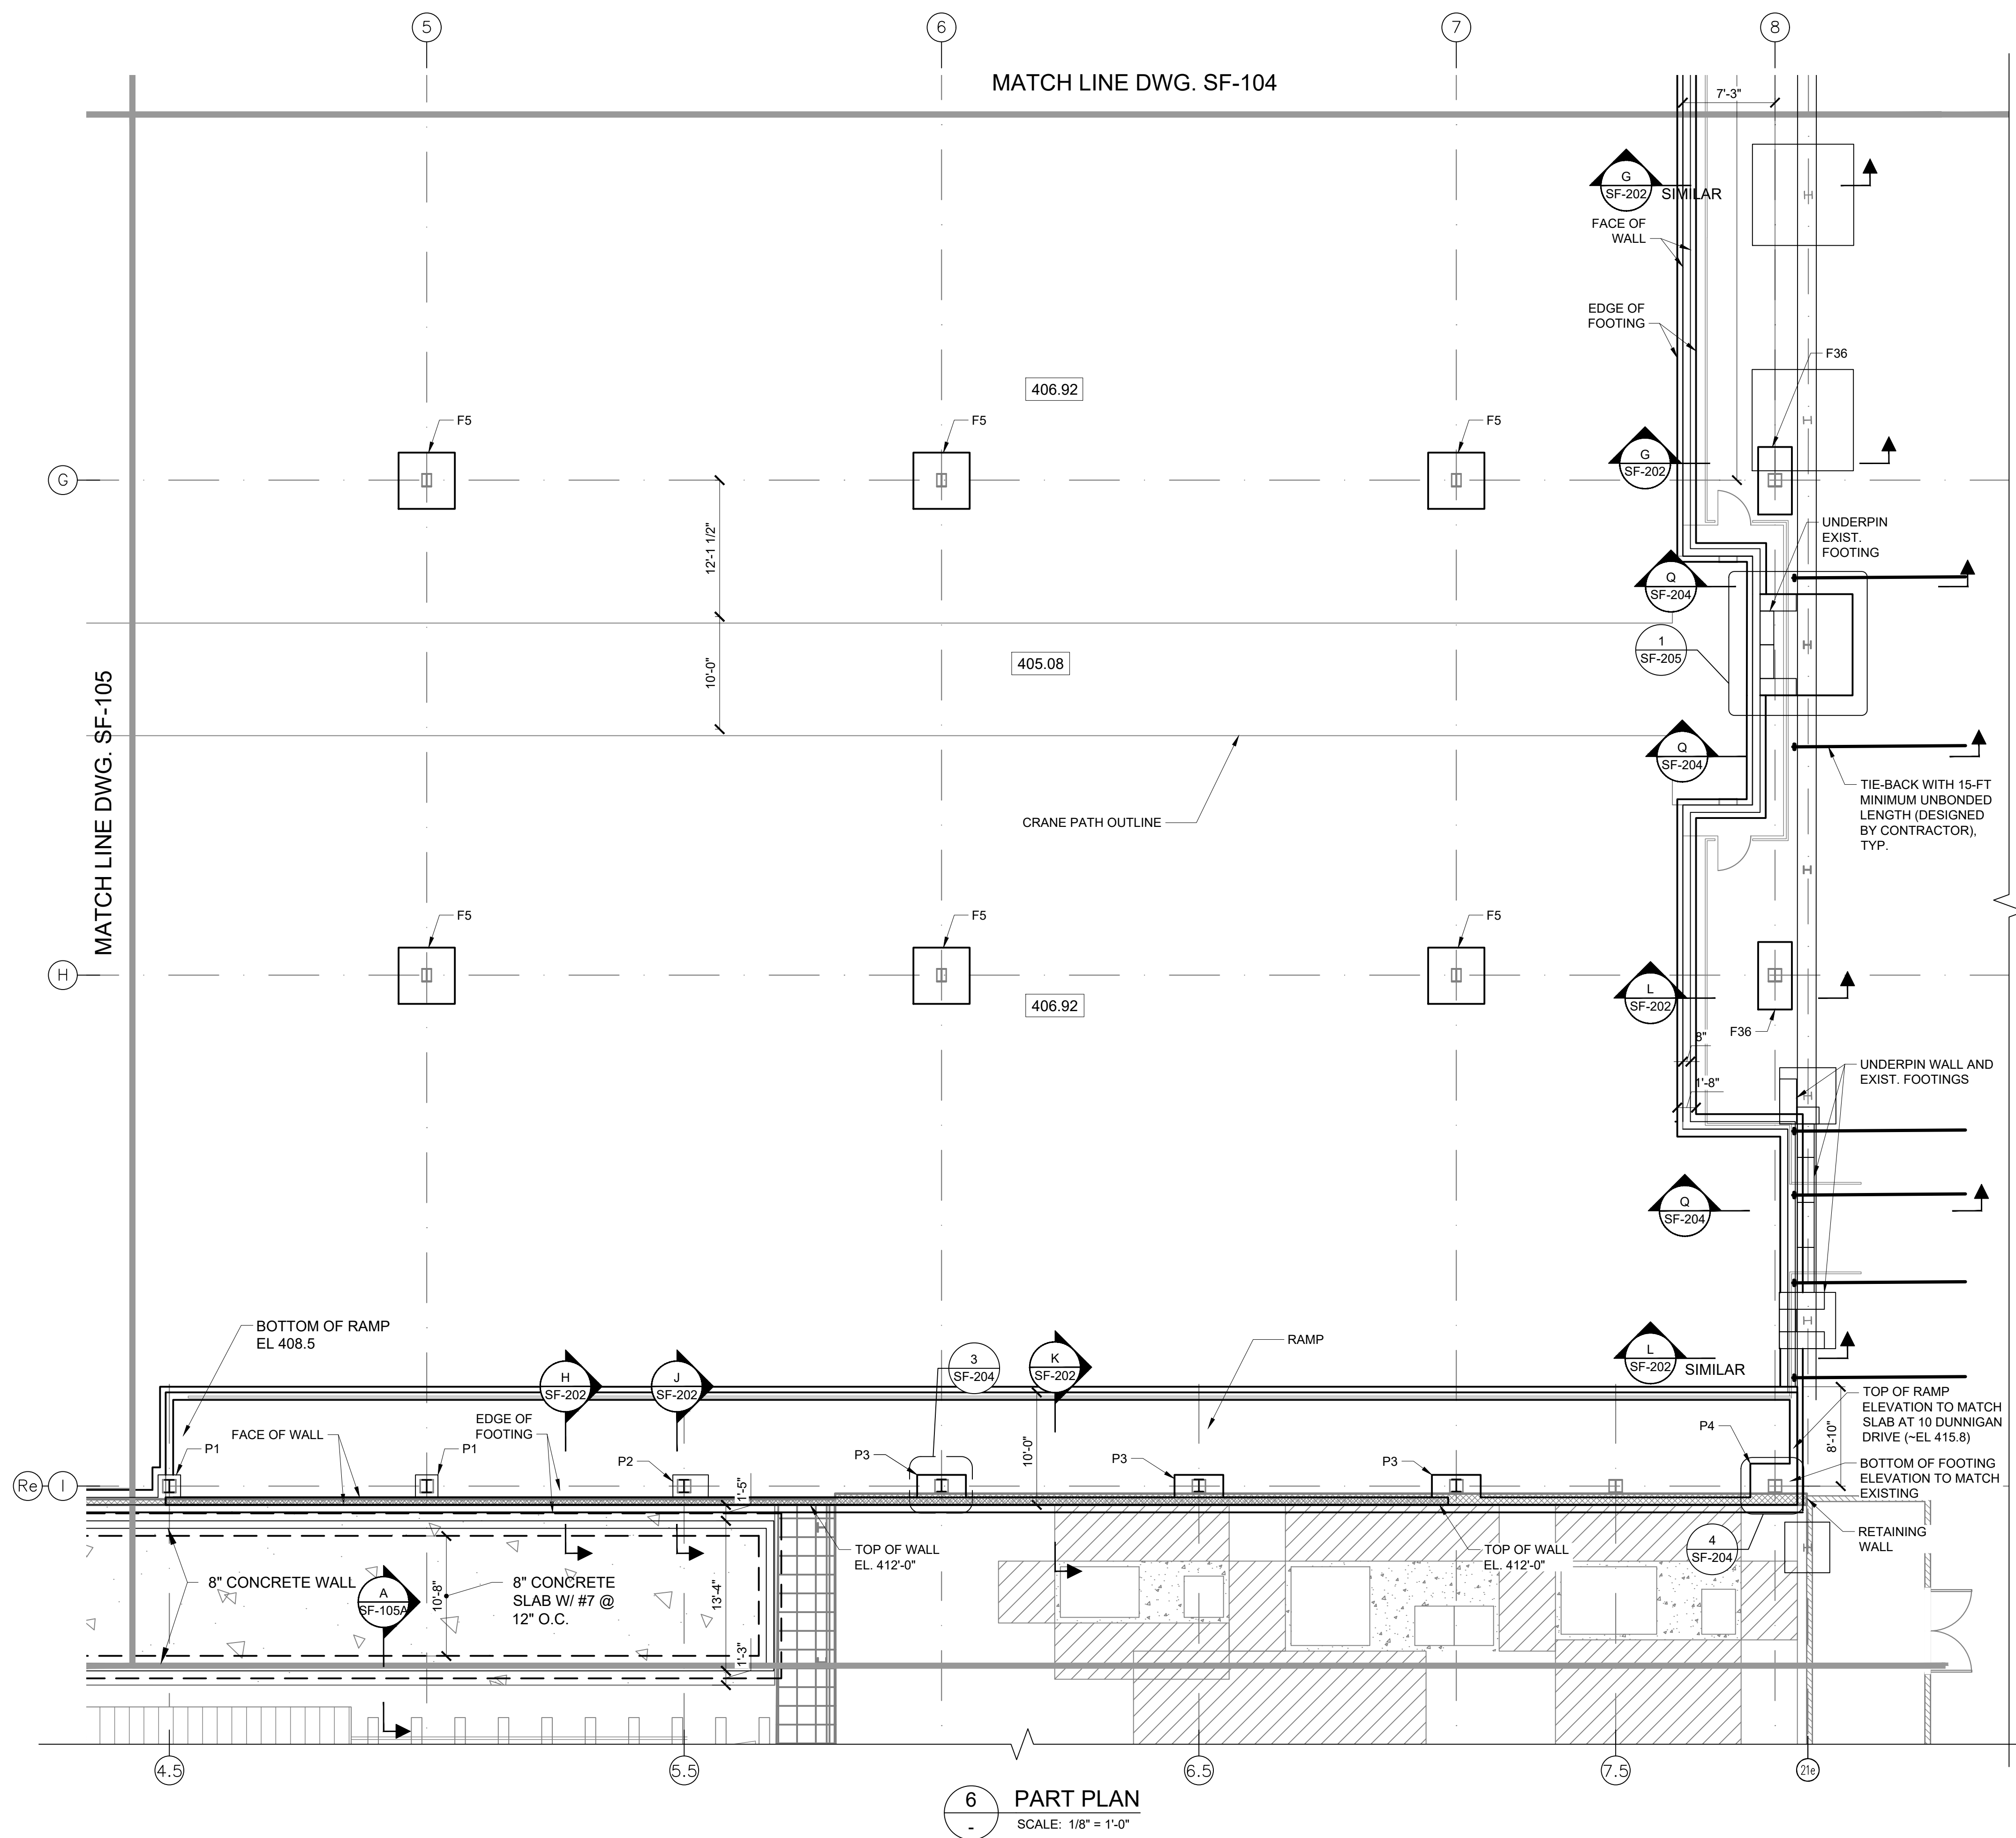 5
6
7
8
MATCH LINE DWG. SF-104
7'-3"
G
SF-202
SIMILAR
FACE OF
WALL
EDGE OF
FOOTING
F36
406.92
F5
F5
F5
G
G
SF-202
UNDERPIN
EXIST.
FOOTING
12'-1 1/2"
Q
SF-204
1
SF-205
405.08
10'-0"
MATCH LINE DWG. SF-105
Q
SF-204
TIE-BACK WITH 15-FT
MINIMUM UNBONDED
LENGTH (DESIGNED
BY CONTRACTOR),
TYP.
CRANE PATH OUTLINE
F5
F5
F5
H
L
SF-202
406.92
F36
8"
1'-8"
UNDERPIN WALL AND
EXIST. FOOTINGS
Q
SF-204
BOTTOM OF RAMP
EL 408.5
H
SF-202
J
SF-202
3
SF-204
K
SF-202
RAMP
L
SF-202
SIMILAR
TOP OF RAMP
ELEVATION TO MATCH
SLAB AT 10 DUNNIGAN
DRIVE (~EL 415.8)
8'-10"
EDGE OF
FOOTING
FACE OF WALL
P1
P1
P2
P3
10'-0"
P3
P3
P4
BOTTOM OF FOOTING
ELEVATION TO MATCH
EXISTING
Re
I
1'-5"
RETAINING
WALL
TOP OF WALL
EL. 412'-0"
TOP OF WALL
EL. 412'-0"
4
SF-204
8" CONCRETE WALL
A
SF-105A
10'-8"
8" CONCRETE
SLAB W/ #7 @
12" O.C.
13'-4"
1'-3"
4.5
5.5
6.5
7.5
21e
6
-
PART PLAN
SCALE: 1/8" = 1'-0"